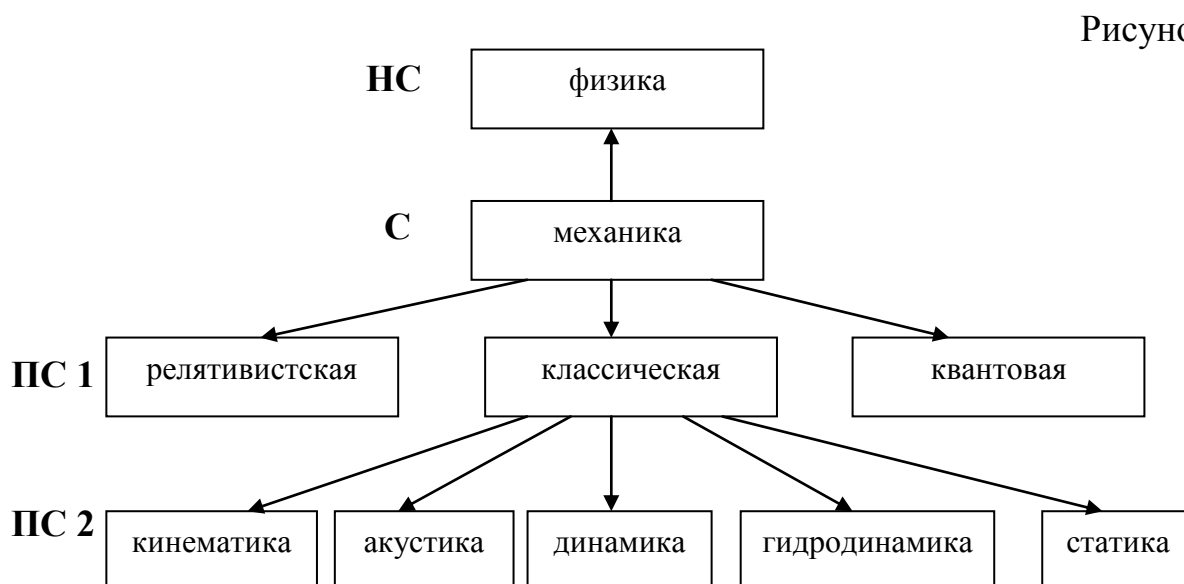 Рисуно
НС физика
С механика
ПС 1 релятивистская классическая квантовая
ПС 2 кинематика акустика динамика гидродинамика статика